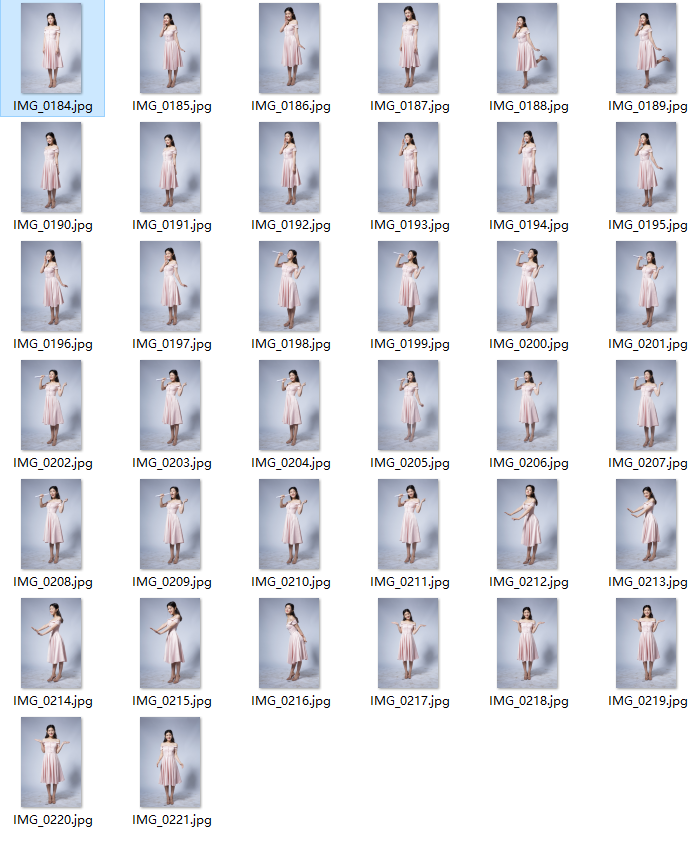 IMG_0184.jpg IMG_0185.jpg IMG_0186.jpg IMG_0187.jpg IMG_0188.jpg IMG_0189.jpg
IMG_0190.jpg IMG_0191.jpg IMG_0192.jpg IMG_0193.jpg IMG_0194.jpg IMG_0195.jpg
IMG_0196.jpg IMG_0197.jpg IMG_0198.jpg IMG_0199.jpg IMG_0200.jpg IMG_0201.jpg
IMG_0202.jpg IMG_0203.jpg IMG_0204.jpg IMG_0205.jpg IMG_0206.jpg IMG_0207.jpg
IMG_0208.jpg IMG_0209.jpg IMG_0210.jpg IMG_0211.jpg IMG_0212.jpg IMG_0213.jpg
IMG_0214.jpg IMG_0215.jpg IMG_0216.jpg IMG_0217.jpg IMG_0218.jpg IMG_0219.jpg
IMG_0220.jpg IMG_0221.jpg